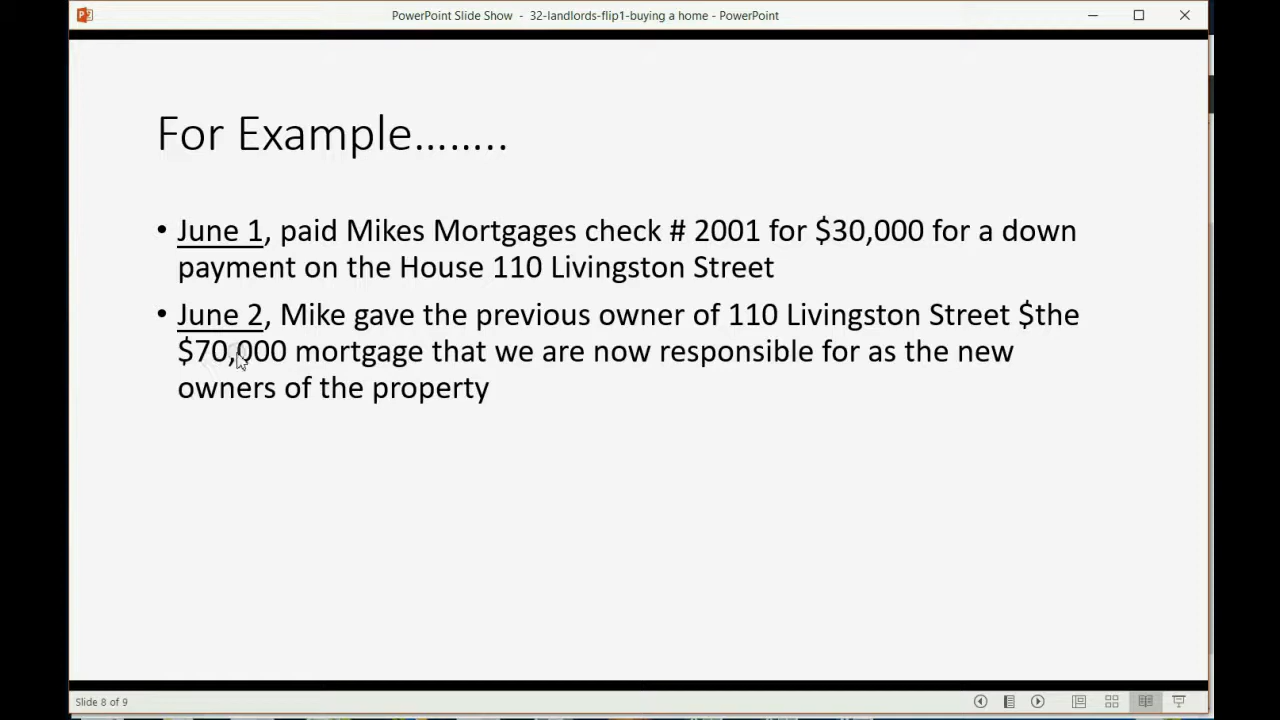 PowerPoint Slide Show - 32-landlords-flip1-buying a home - PowerPoint
For Example……..
• June 1, paid Mikes Mortgages check # 2001 for $30,000 for a down
payment on the House 110 Livingston Street
• June 2, Mike gave the previous owner of 110 Livingston Street $the
$70,000 mortgage that we are now responsible for as the new
owners of the property
Slide 8 of 9